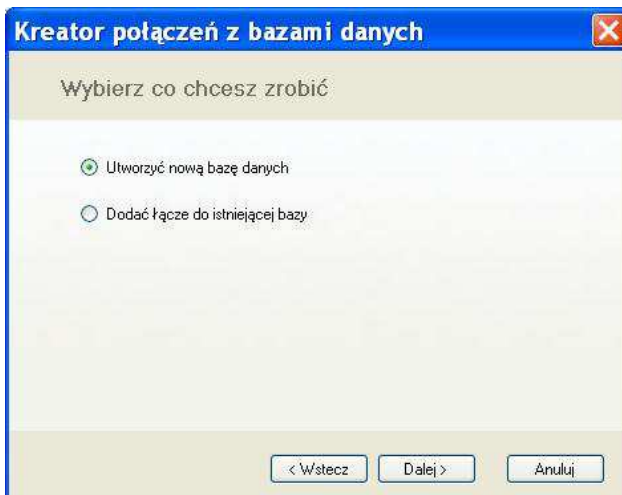 Kreator połączeń z bazami danych
Wybierz co chcesz zrobić
Utworzyć nową bazę danych
Dodać łącze do istniejącej bazy
< Wstecz Dalej > Anuluj